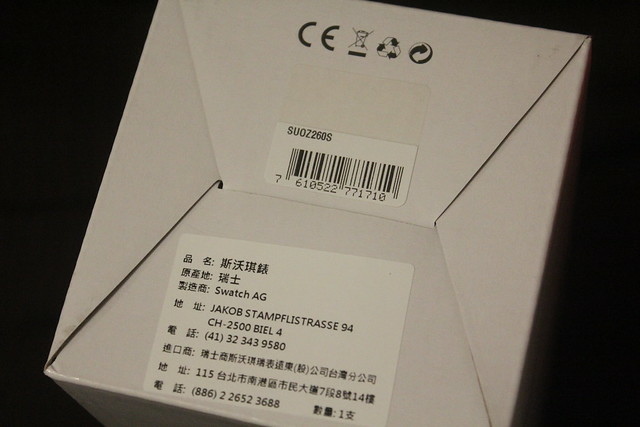 CE
SUOZ260S
7 610522 771710
品 名: 斯沃琪錶
原產地: 瑞士
製造商: Swatch AG
地 址: JAKOB STAMPFLISTRASSE 94
CH-2500 BIEL 4
電 話: (41) 32 343 9580
進口商: 瑞士商斯沃琪瑞表遠東(股)公司台灣分公司
地 址: 115 台北市南港區市民大道7段8號14樓
電 話: (886) 2 2652 3688 數量: 1支